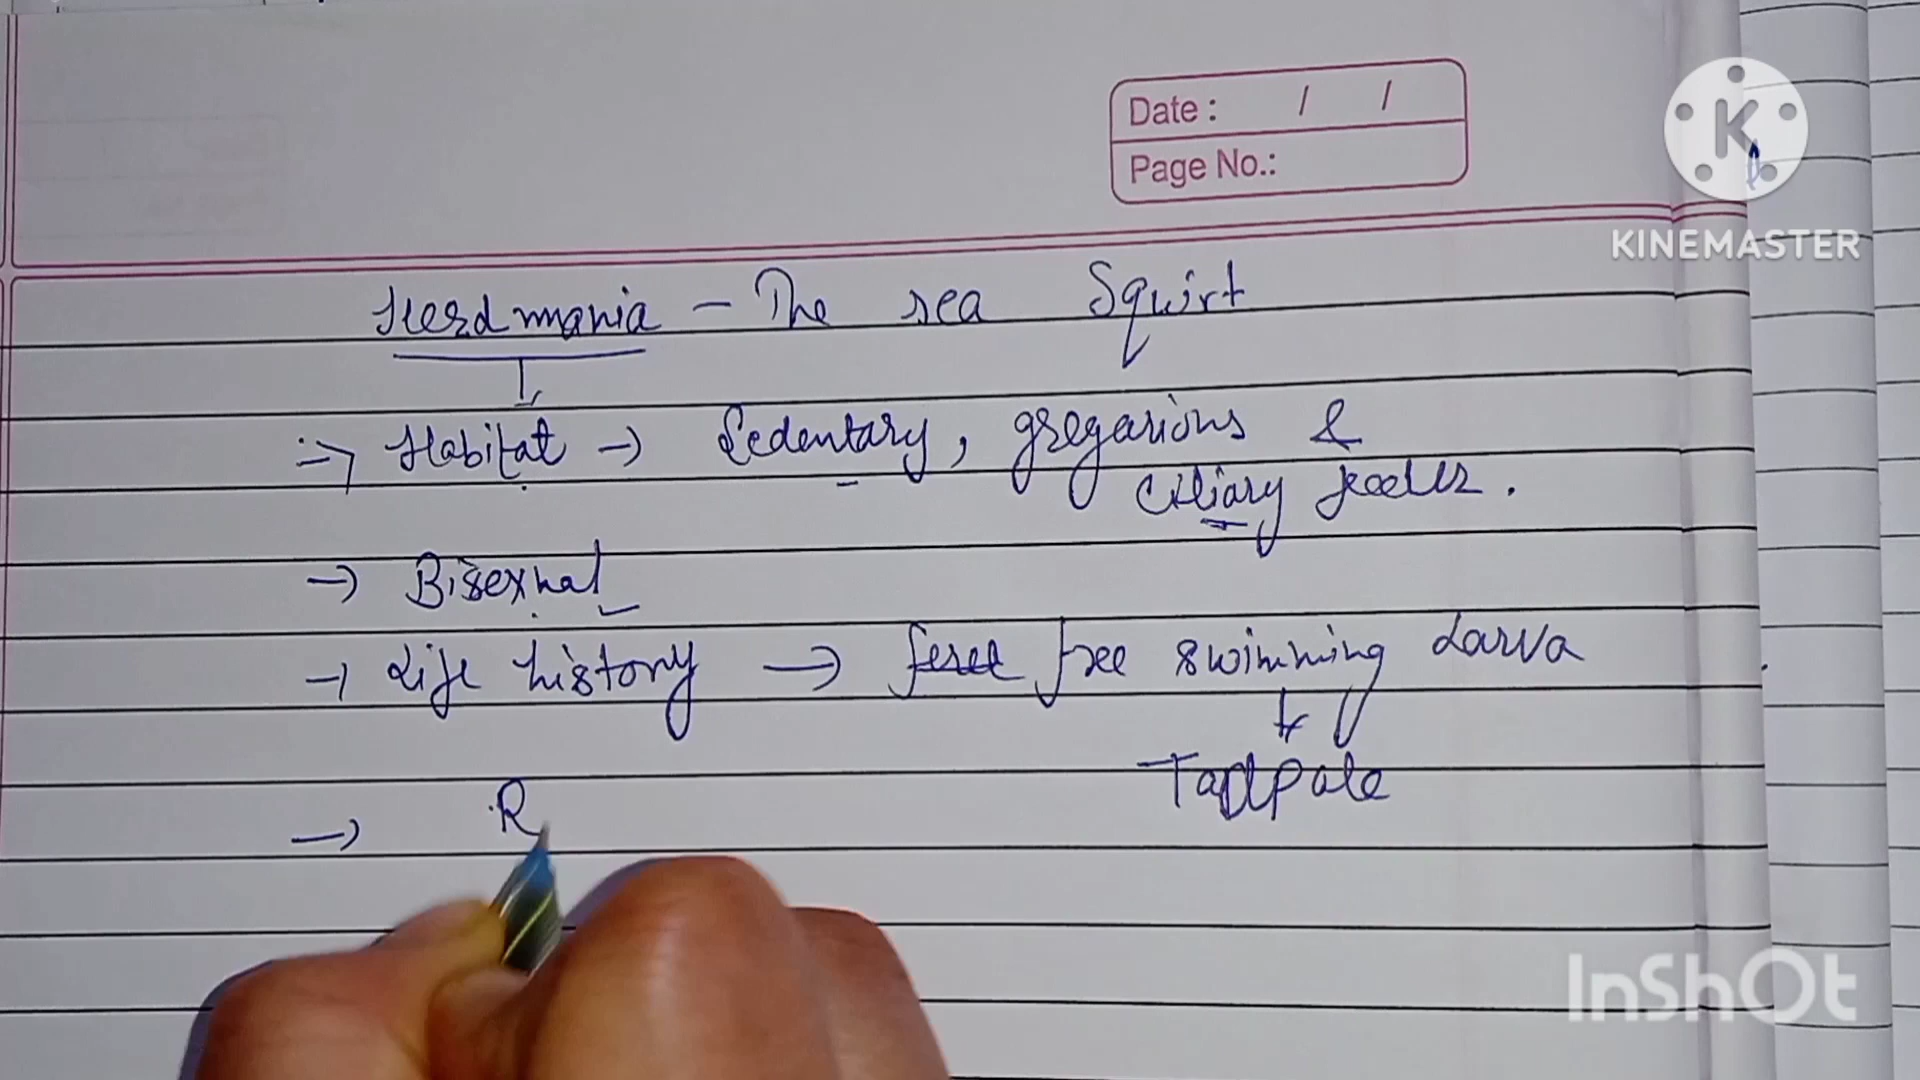 Date : / /
Page No.:
K
KINEMASTER
Herdmania - The sea Squirt
→ Habitat → Sedentary, gregarious &
ciliary feeder.
→ Bisexual
→ Life history → feree free swimming Larva
Tadpole
→ R
InShOt